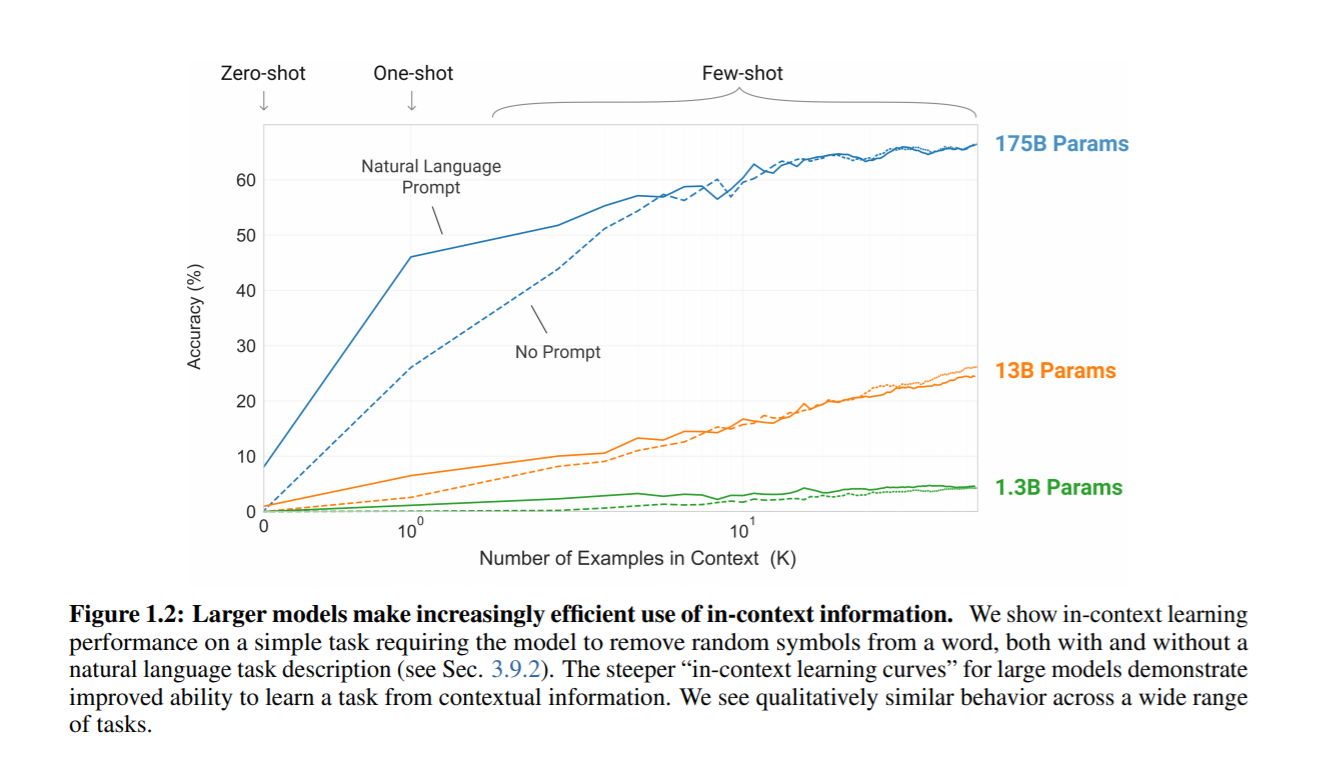 Zero-shot One-shot Few-shot
175B Params
Natural Language
Prompt
60
50
40
No Prompt
30
13B Params
20
10
1.3B Params
0
Accuracy (%)
0 10⁰ 10¹
Number of Examples in Context (K)
Figure 1.2: Larger models make increasingly efficient use of in-context information. We show in-context learning
performance on a simple task requiring the model to remove random symbols from a word, both with and without a
natural language task description (see Sec. 3.9.2). The steeper “in-context learning curves” for large models demonstrate
improved ability to learn a task from contextual information. We see qualitatively similar behavior across a wide range
of tasks.